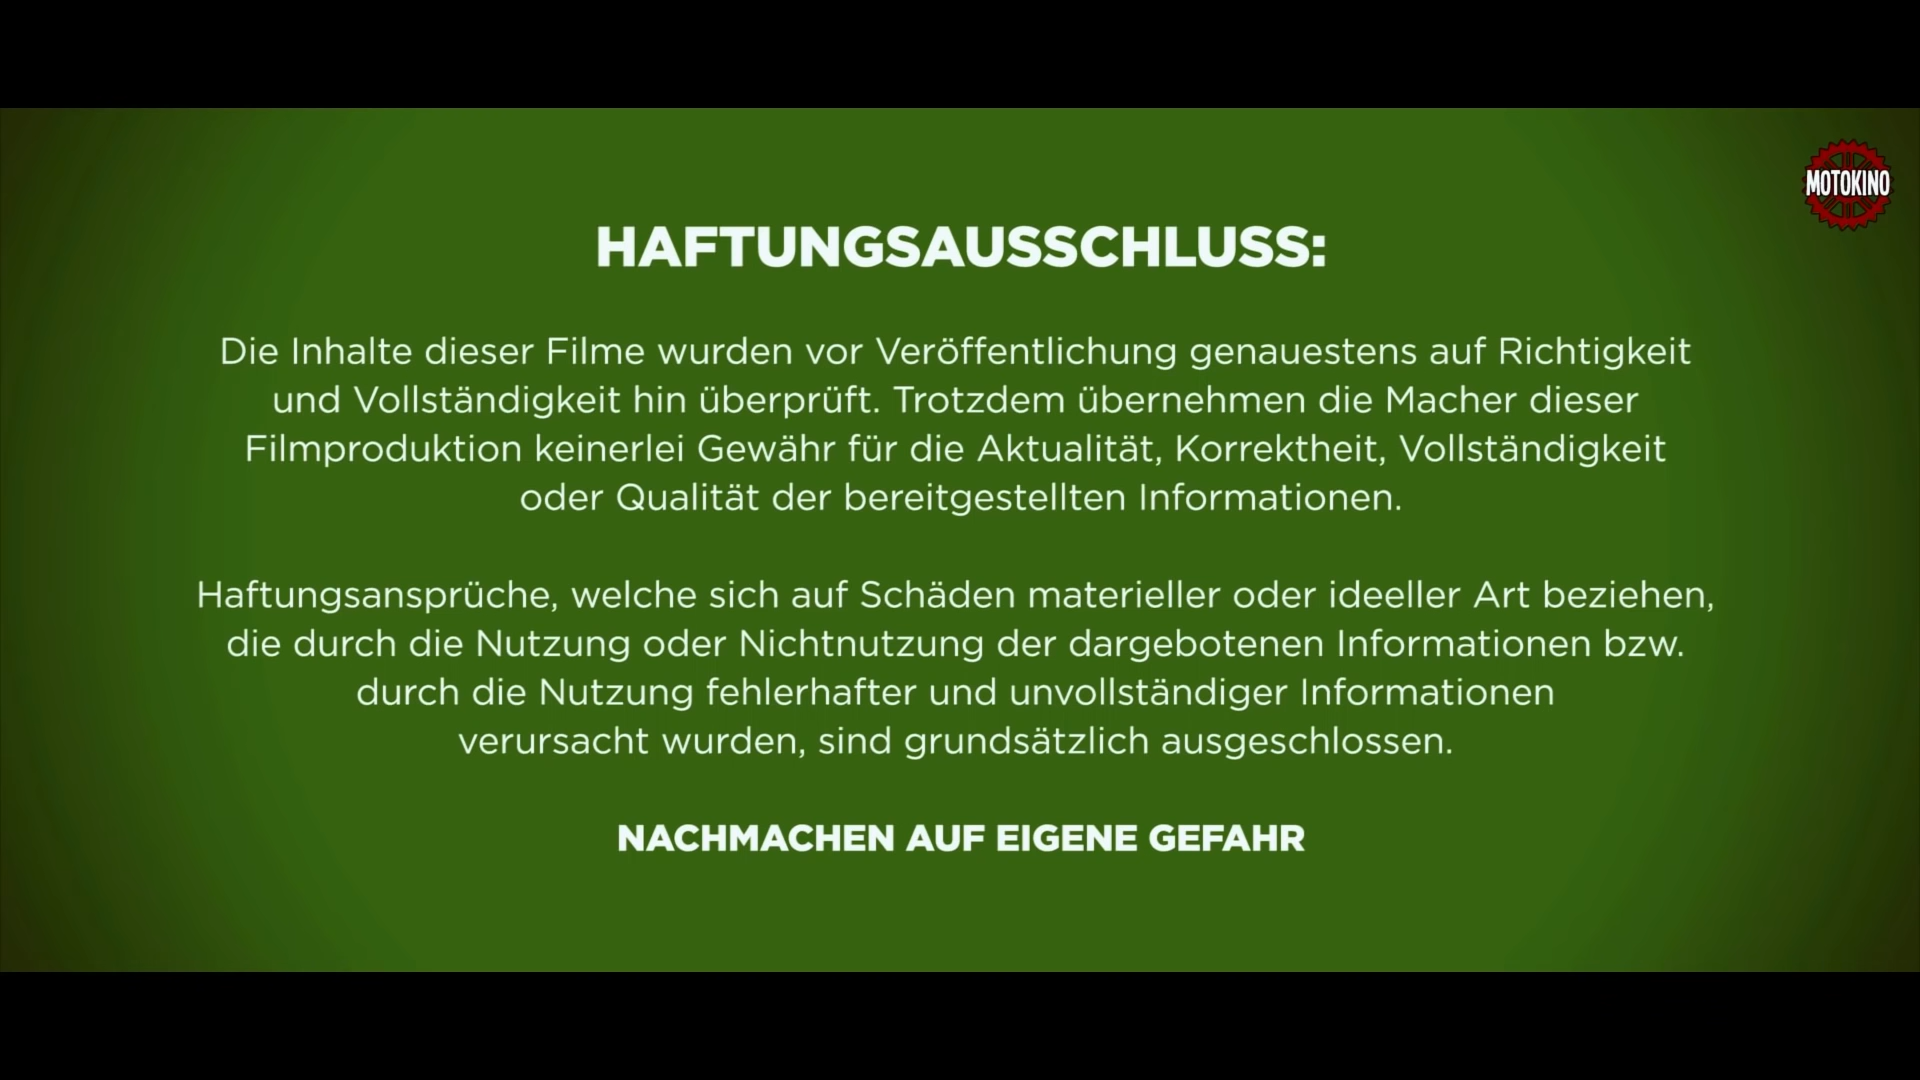 MOTOKINO
HAFTUNGSAUSSCHLUSS:
Die Inhalte dieser Filme wurden vor Veröffentlichung genauestens auf Richtigkeit
und Vollständigkeit hin überprüft. Trotzdem übernehmen die Macher dieser
Filmproduktion keinerlei Gewähr für die Aktualität, Korrektheit, Vollständigkeit
oder Qualität der bereitgestellten Informationen.
Haftungsansprüche, welche sich auf Schäden materieller oder ideeller Art beziehen,
die durch die Nutzung oder Nichtnutzung der dargebotenen Informationen bzw.
durch die Nutzung fehlerhafter und unvollständiger Informationen
verursacht wurden, sind grundsätzlich ausgeschlossen.
NACHMACHEN AUF EIGENE GEFAHR